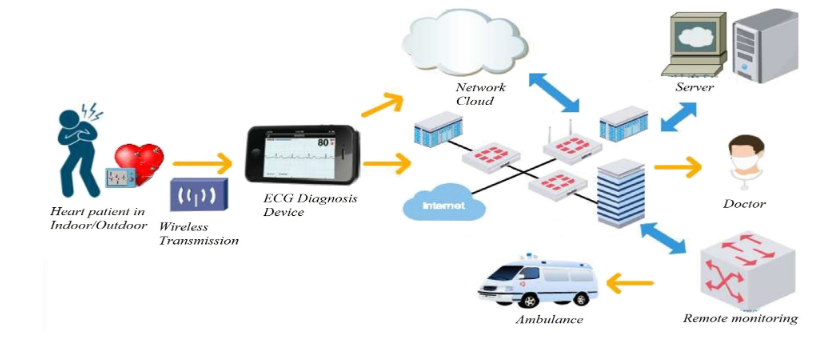 Network
Cloud
Server
80
Heart patient in
Indoor/Outdoor
Wireless
Transmission
ECG Diagnosis
Device
Internet
Doctor
Ambulance
Remote monitoring